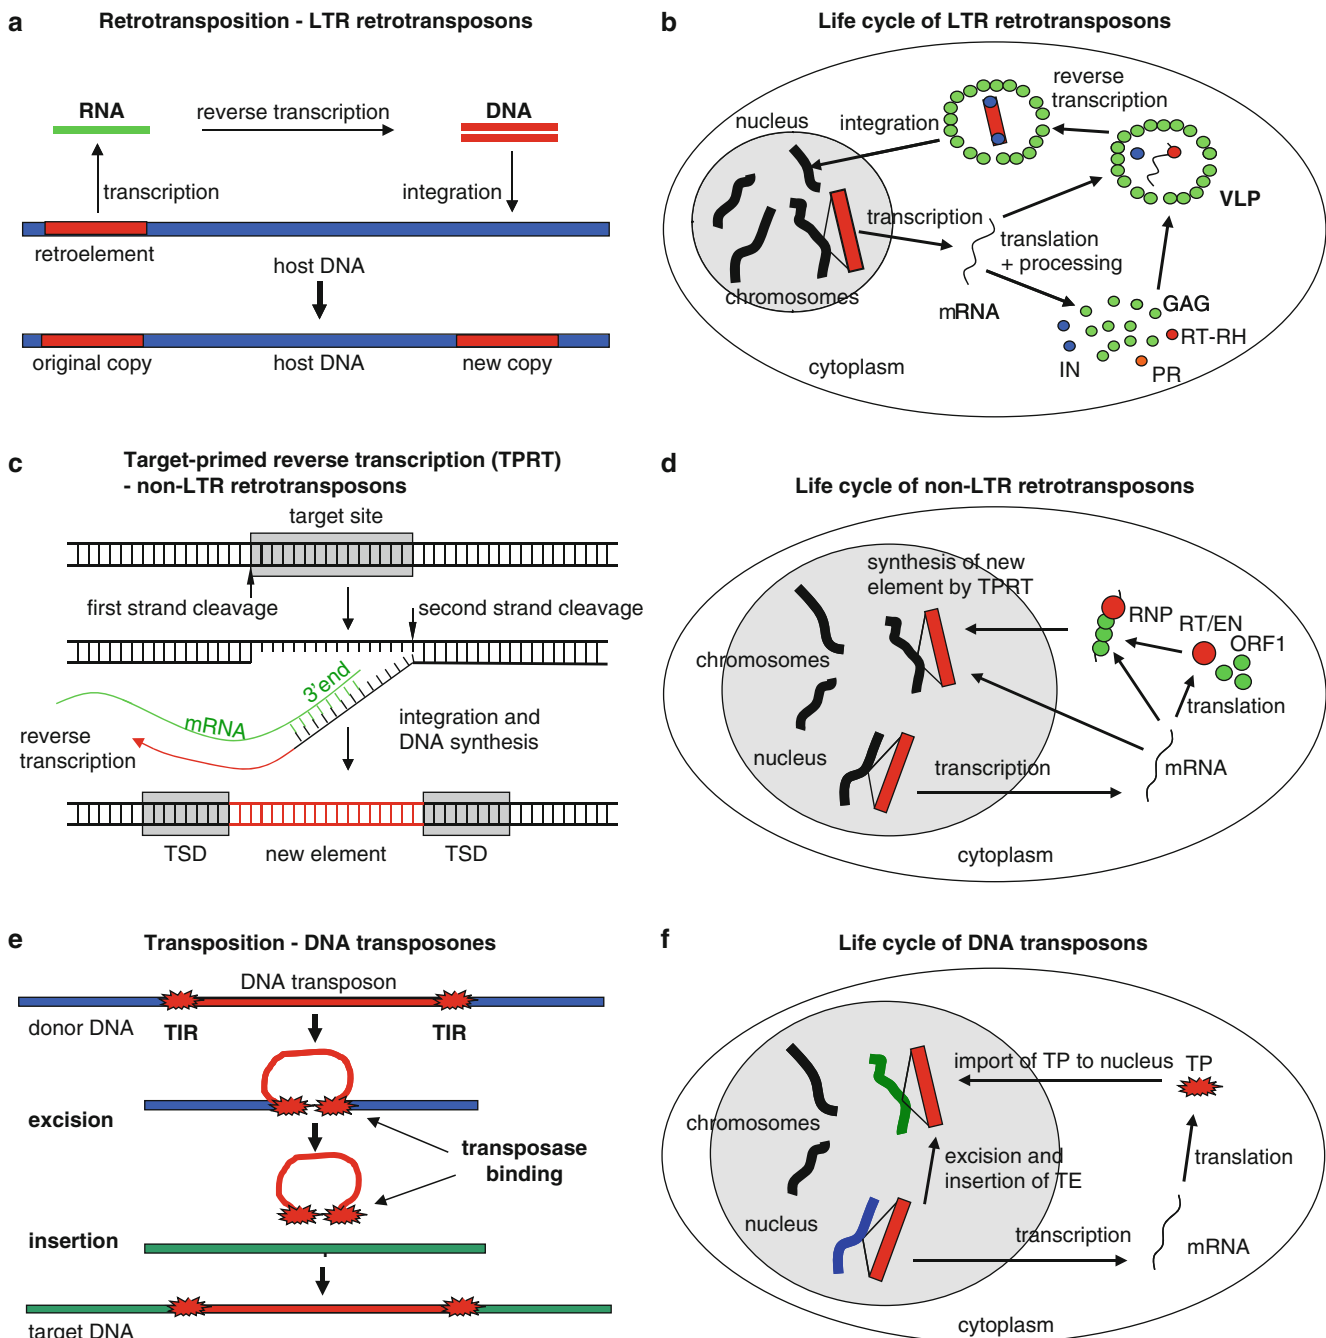 a
Retrotransposition - LTR retrotransposons
RNA
reverse transcription
DNA
transcription
integration
retroelement
host DNA
original copy
host DNA
new copy
b
Life cycle of LTR retrotransposons
reverse
transcription
nucleus
integration
VLP
transcription
translation
+ processing
chromosomes
mRNA
GAG
RT-RH
IN
PR
cytoplasm
c
Target-primed reverse transcription (TPRT)
- non-LTR retrotransposons
target site
first strand cleavage
second strand cleavage
3'end
mRNA
reverse
transcription
integration and
DNA synthesis
TSD
new element
TSD
d
Life cycle of non-LTR retrotransposons
synthesis of new
element by TPRT
RNP
RT/EN
ORF1
chromosomes
translation
nucleus
transcription
mRNA
cytoplasm
e
Transposition - DNA transposones
DNA transposon
donor DNA
TIR
TIR
excision
transposase
binding
insertion
target DNA
f
Life cycle of DNA transposons
import of TP to nucleus
TP
chromosomes
excision and
insertion of TE
translation
nucleus
transcription
mRNA
cytoplasm